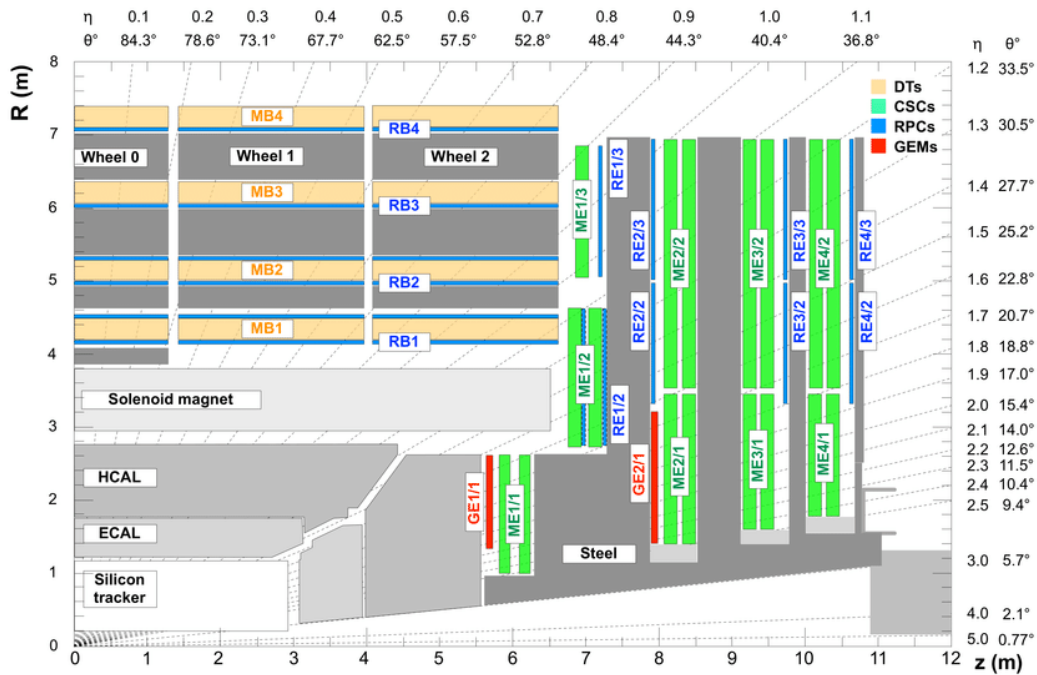 η 0.1 0.2 0.3 0.4 0.5 0.6 0.7 0.8 0.9 1.0 1.1
θ° 84.3° 78.6° 73.1° 67.7° 62.5° 57.5° 52.8° 48.4° 44.3° 40.4° 36.8° η θ°
R (m)
8
7
6
5
4
3
2
1
0
0 1 2 3 4 5 6 7 8 9 10 11 12
z (m)
1.2 33.5°
1.3 30.5°
1.4 27.7°
1.5 25.2°
1.6 22.8°
1.7 20.7°
1.8 18.8°
1.9 17.0°
2.0 15.4°
2.1 14.0°
2.2 12.6°
2.3 11.5°
2.4 10.4°
2.5 9.4°
3.0 5.7°
4.0 2.1°
5.0 0.77°
DTs
CSCs
RPCs
GEMs
MB4
RB4
Wheel 0
Wheel 1
Wheel 2
MB3
RB3
MB2
RB2
MB1
RB1
Solenoid magnet
HCAL
ECAL
Silicon
tracker
Steel
GE1/1
ME1/1
ME1/2
ME1/3
RE1/3
RE1/2
RE2/3
RE2/2
GE2/1
ME2/2
ME2/1
ME3/2
ME3/1
RE3/3
RE3/2
ME4/2
ME4/1
RE4/3
RE4/2